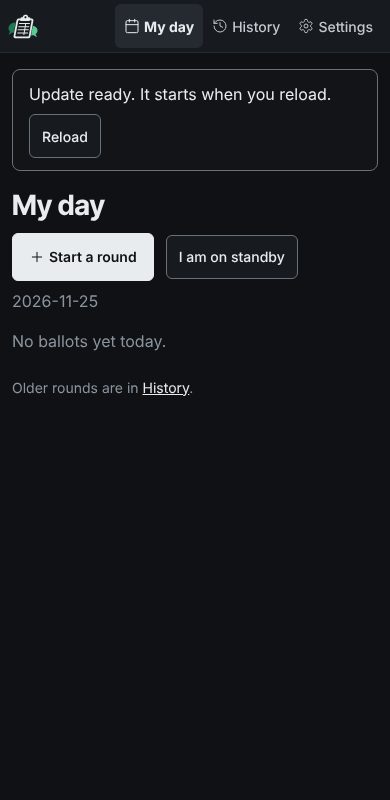 My day History Settings
Update ready. It starts when you reload.
Reload
My day
+ Start a round I am on standby
2026-11-25
No ballots yet today.
Older rounds are in History.